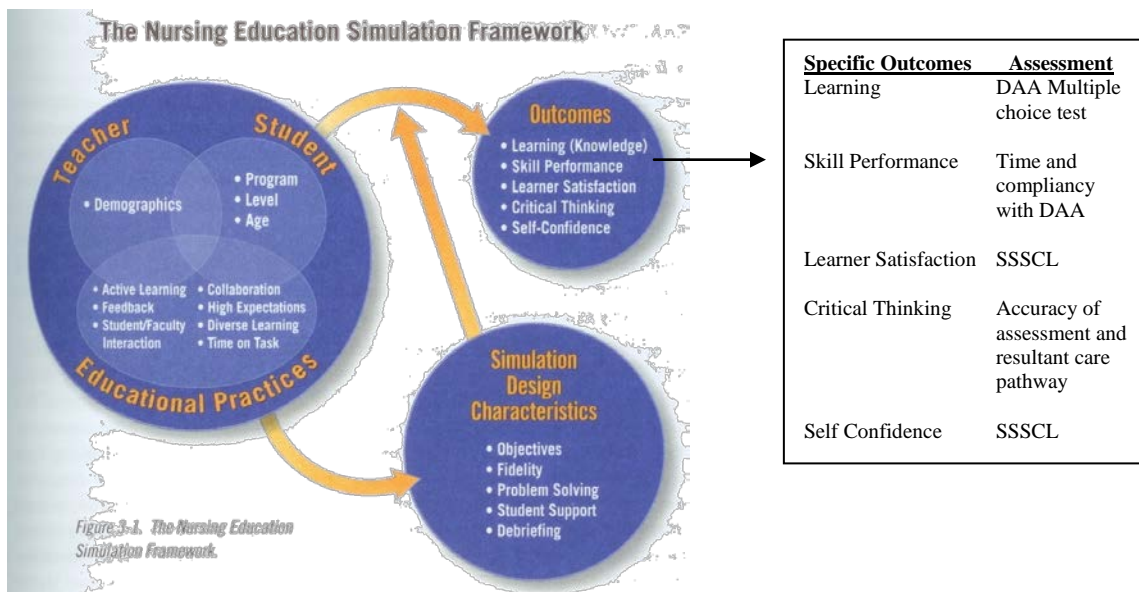 The Nursing Education Simulation Framework
Teacher
Student
• Demographics
• Program
• Level
• Age
• Active Learning
• Feedback
• Student/Faculty
Interaction
• Collaboration
• High Expectations
• Diverse Learning
• Time on Task
Educational Practices
Outcomes
• Learning (Knowledge)
• Skill Performance
• Learner Satisfaction
• Critical Thinking
• Self-Confidence
Simulation
Design
Characteristics
• Objectives
• Fidelity
• Problem Solving
• Student Support
• Debriefing
Figure 3-1. The Nursing Education
Simulation Framework.
Specific Outcomes Assessment
Learning DAA Multiple
choice test
Skill Performance Time and
compliancy
with DAA
Learner Satisfaction SSSCL
Critical Thinking Accuracy of
assessment and
resultant care
pathway
Self Confidence SSSCL